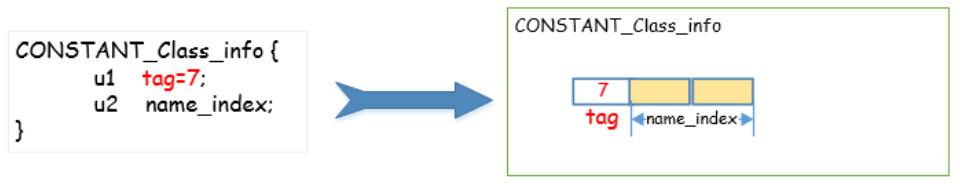 CONSTANT_Class_info {
u1 tag=7;
u2 name_index;
}
CONSTANT_Class_info
7
tag name_index